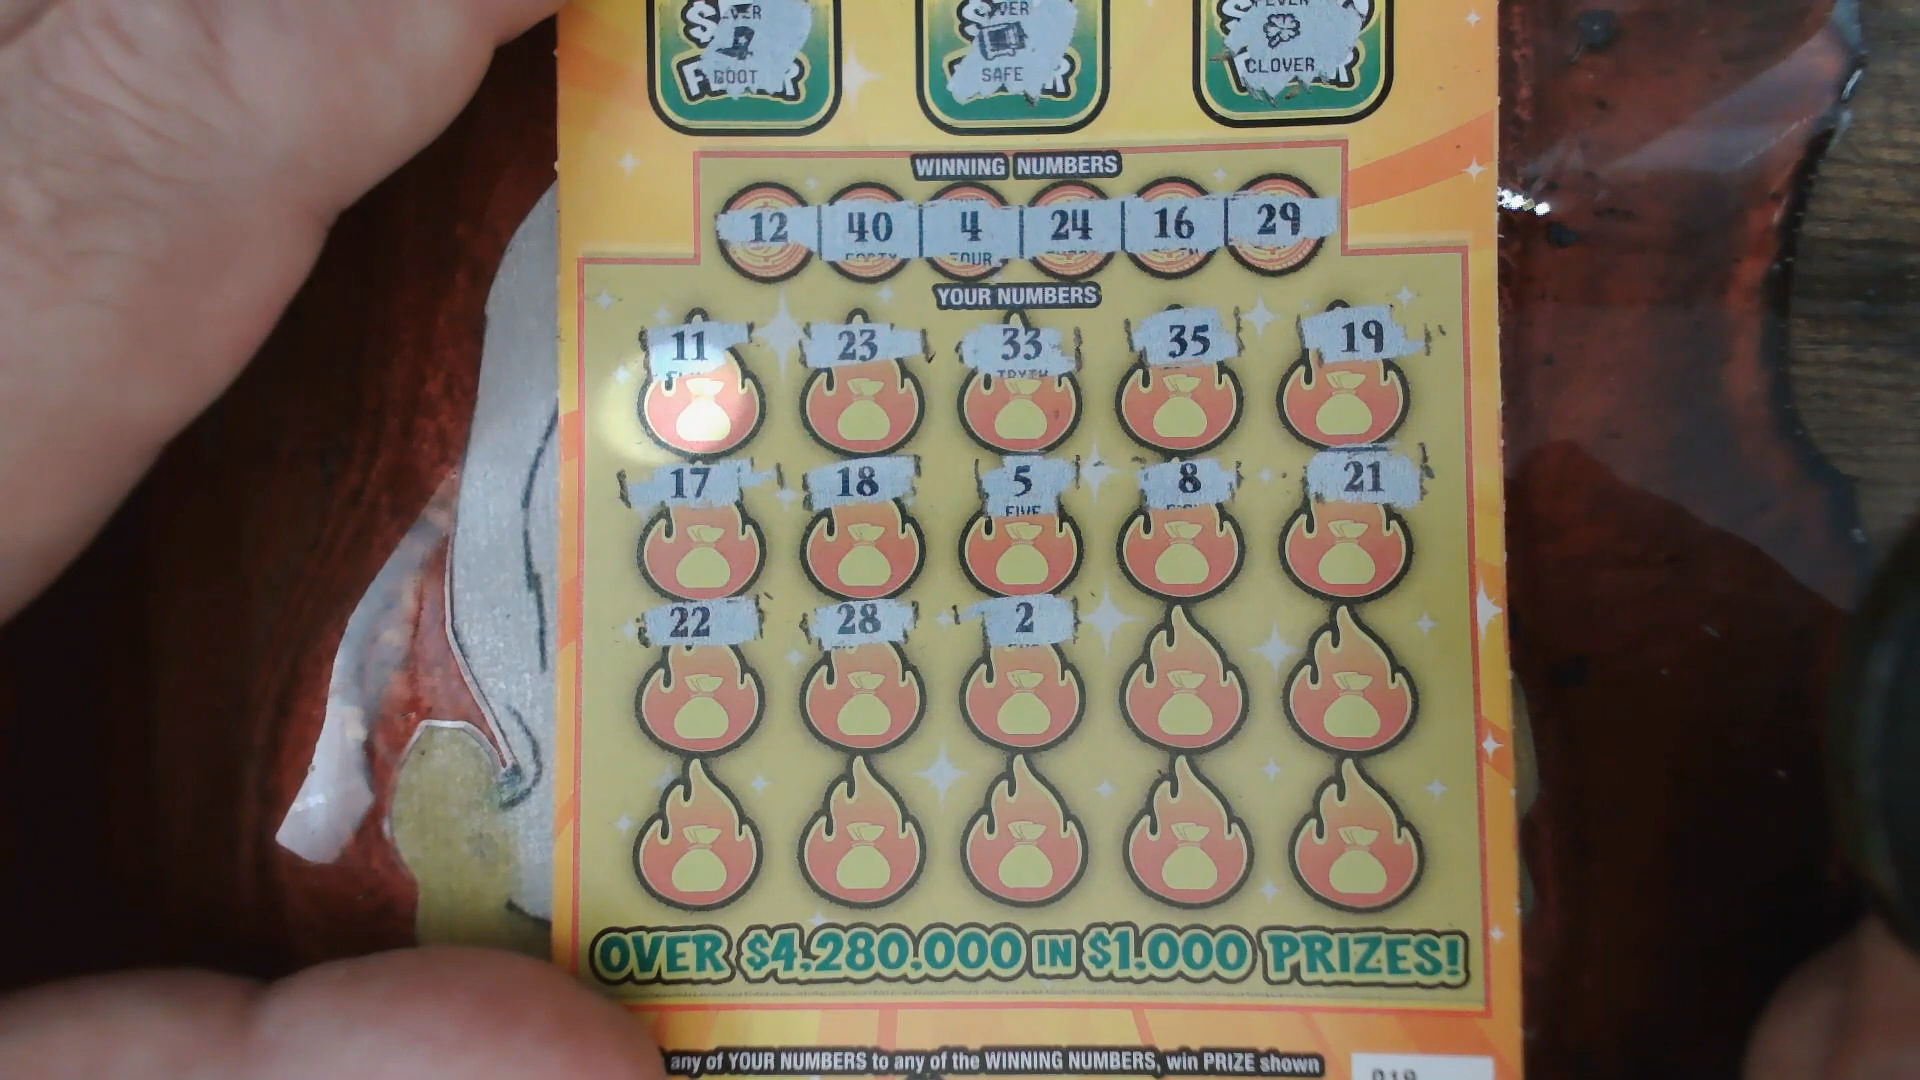 BOOT SAFE CLOVER
WINNING NUMBERS
12 40 4 24 16 29
YOUR NUMBERS
11 23 33 35 19
17 18 5 8 21
FIVE
22 28 2
OVER $4,280,000 IN $1,000 PRIZES!
any of YOUR NUMBERS to any of the WINNING NUMBERS, win PRIZE shown